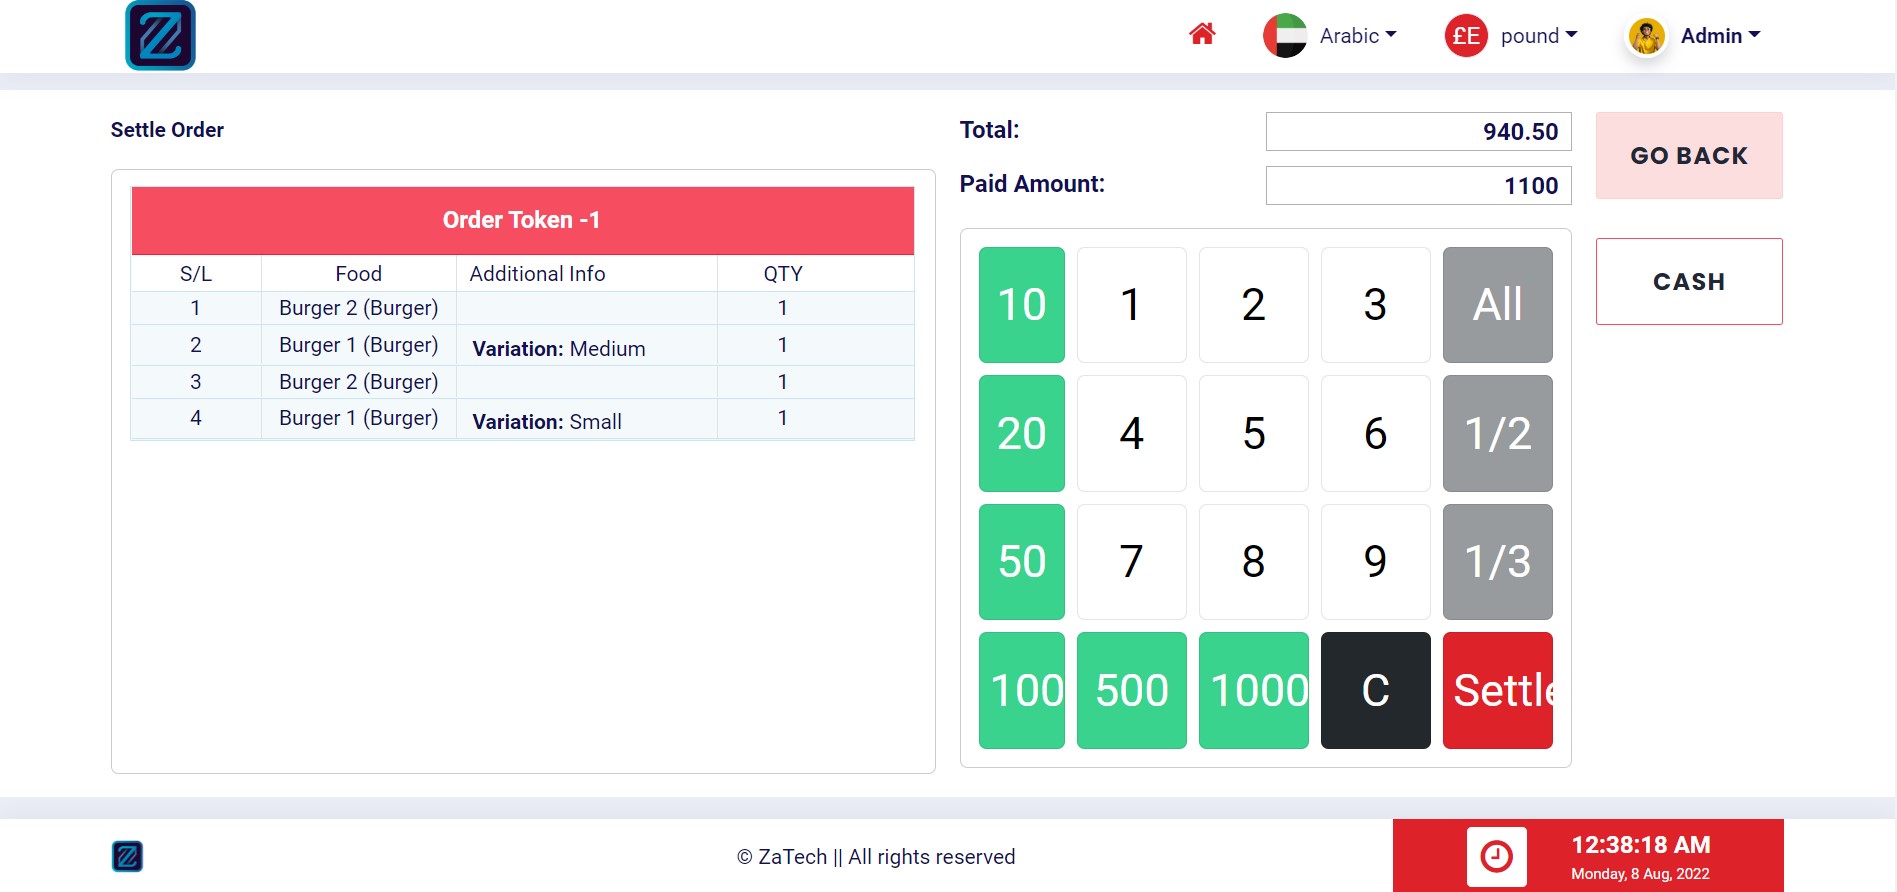 Arabic
£E pound
Admin
Settle Order
Total: 940.50
Paid Amount: 1100
GO BACK
CASH
Order Token -1
S/L Food Additional Info QTY
1 Burger 2 (Burger) 1
2 Burger 1 (Burger) Variation: Medium 1
3 Burger 2 (Burger) 1
4 Burger 1 (Burger) Variation: Small 1
10 1 2 3 All
20 4 5 6 1/2
50 7 8 9 1/3
100 500 1000 C Settle
© ZaTech || All rights reserved
12:38:18 AM
Monday, 8 Aug, 2022